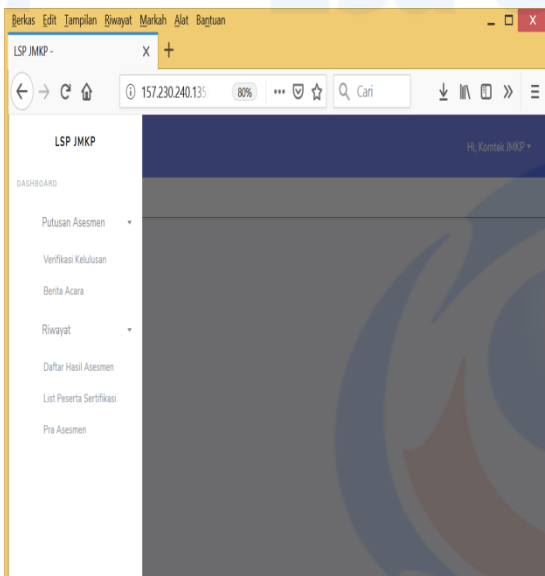 Berkas Edit Tampilan Riwayat Markah Alat Bantuan
LSP JMKP -
157.230.240.135 80% Cari
LSP JMKP
Hi, Komtek JMKP
DASHBOARD
Putusan Asesmen
Verifikasi Kelulusan
Berita Acara
Riwayat
Daftar Hasil Asesmen
List Peserta Sertifikasi
Pra Asesmen